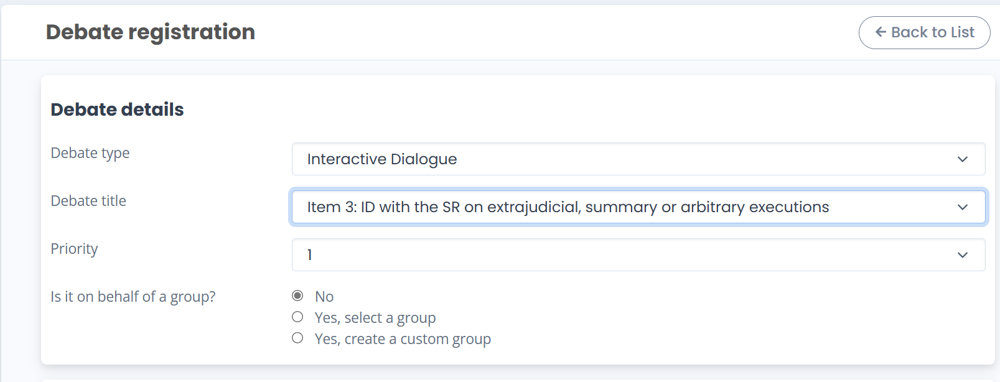 Debate registration
← Back to List
Debate details
Debate type
Interactive Dialogue
Debate title
Item 3: ID with the SR on extrajudicial, summary or arbitrary executions
Priority
1
Is it on behalf of a group?
No
Yes, select a group
Yes, create a custom group